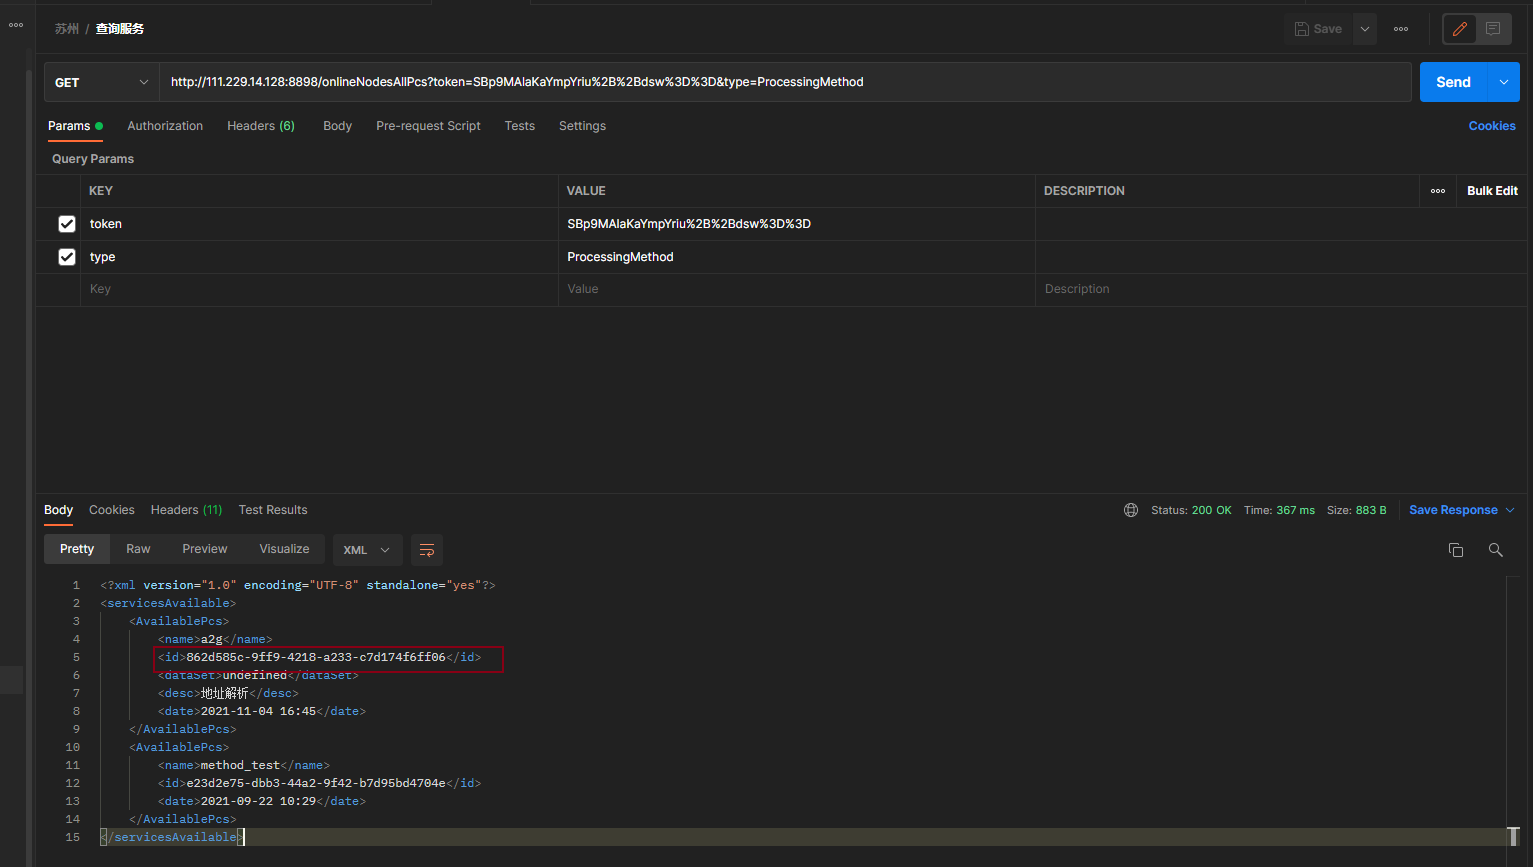 苏州 / 查询服务
Save
GET
http://111.229.14.128:8898/onlineNodesAllPcs?token=SBp9MAlaKaYmpYriu%2B%2Bdsw%3D%3D&type=ProcessingMethod
Send
Params Authorization Headers (6) Body Pre-request Script Tests Settings Cookies
Query Params
KEY VALUE DESCRIPTION Bulk Edit
token SBp9MAlaKaYmpYriu%2B%2Bdsw%3D%3D
type ProcessingMethod
Key Value Description
Body Cookies Headers (11) Test Results Status: 200 OK Time: 367 ms Size: 883 B Save Response
Pretty Raw Preview Visualize XML
1 <?xml version="1.0" encoding="UTF-8" standalone="yes"?>
2 <servicesAvailable>
3 <AvailablePcs>
4 <name>a2g</name>
5 <id>862d585c-9ff9-4218-a233-c7d174f6ff06</id>
6 <dataSet>undefined</dataSet>
7 <desc>地址解析</desc>
8 <date>2021-11-04 16:45</date>
9 </AvailablePcs>
10 <AvailablePcs>
11 <name>method_test</name>
12 <id>e23d2e75-dbb3-44a2-9f42-b7d95bd4704e</id>
13 <date>2021-09-22 10:29</date>
14 </AvailablePcs>
15 </servicesAvailable>